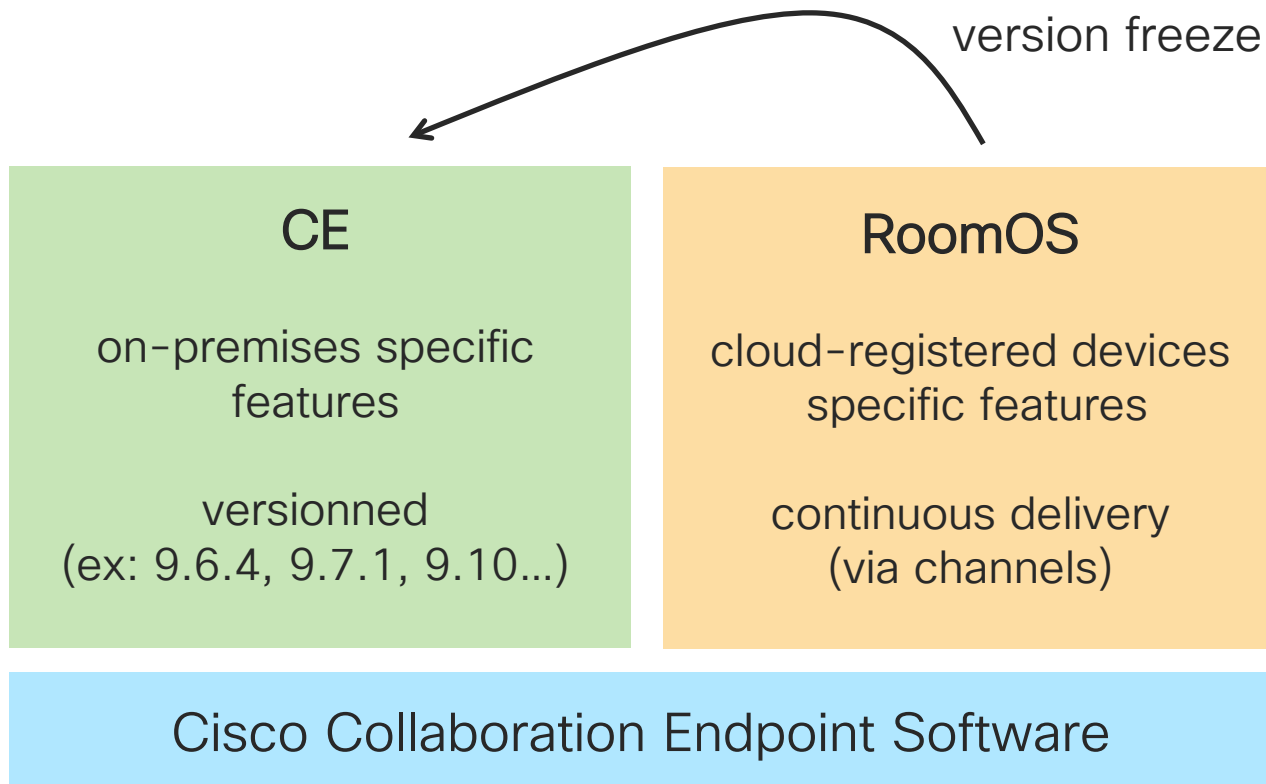 version freeze
CE
on-premises specific
features
versionned
(ex: 9.6.4, 9.7.1, 9.10...)
RoomOS
cloud-registered devices
specific features
continuous delivery
(via channels)
Cisco Collaboration Endpoint Software